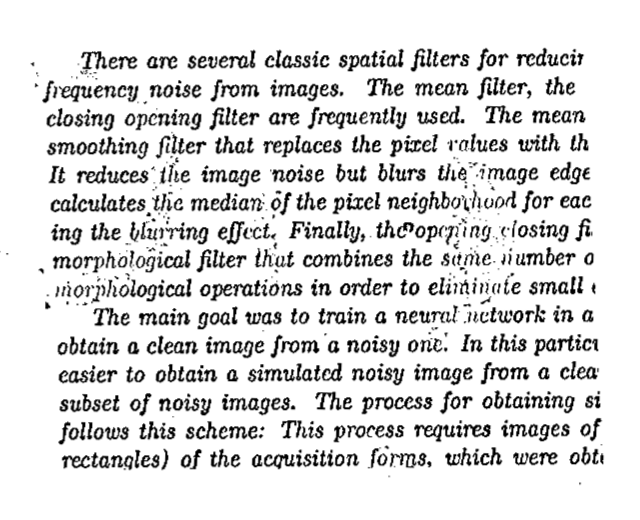 There are several classic spatial filters for reducir
frequency noise from images. The mean filter, the
closing opening filter are frequently used. The mean
smoothing filter that replaces the pixel values with th
It reduces the image noise but blurs the image edge
calculates the median of the pixel neighborhood for eac
ing the blurring effect. Finally, the opening closing fi
morphological filter that combines the same number o
morphological operations in order to eliminate small
The main goal was to train a neural network in a
obtain a clean image from a noisy one. In this partici
easier to obtain a simulated noisy image from a clea
subset of noisy images. The process for obtaining si
follows this scheme: This process requires images of
rectangles) of the acquisition forms, which were obt